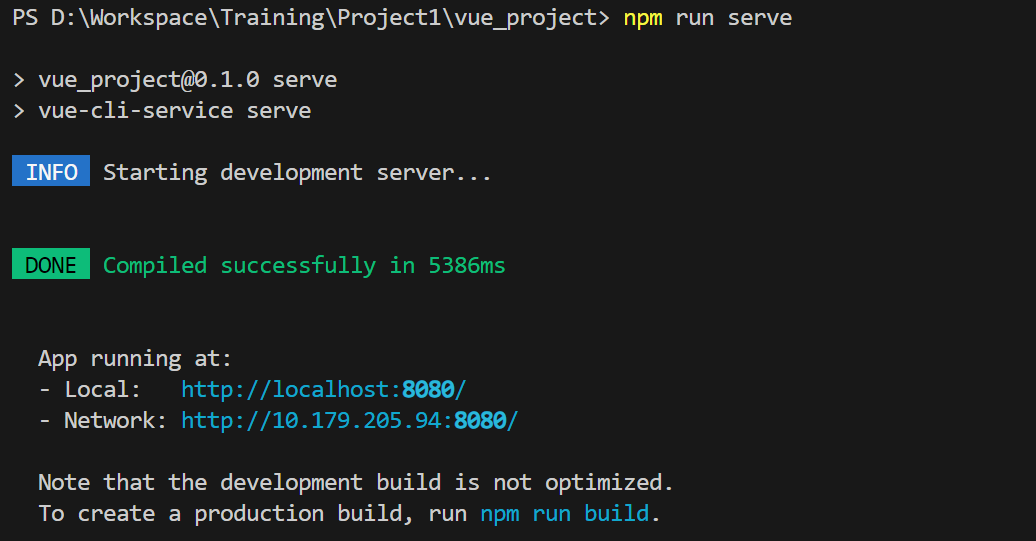 PS D:\Workspace\Training\Project1\vue_project> npm run serve
> vue_project@0.1.0 serve
> vue-cli-service serve
INFO Starting development server...
DONE Compiled successfully in 5386ms
App running at:
- Local:   http://localhost:8080/
- Network: http://10.179.205.94:8080/
Note that the development build is not optimized.
To create a production build, run npm run build.